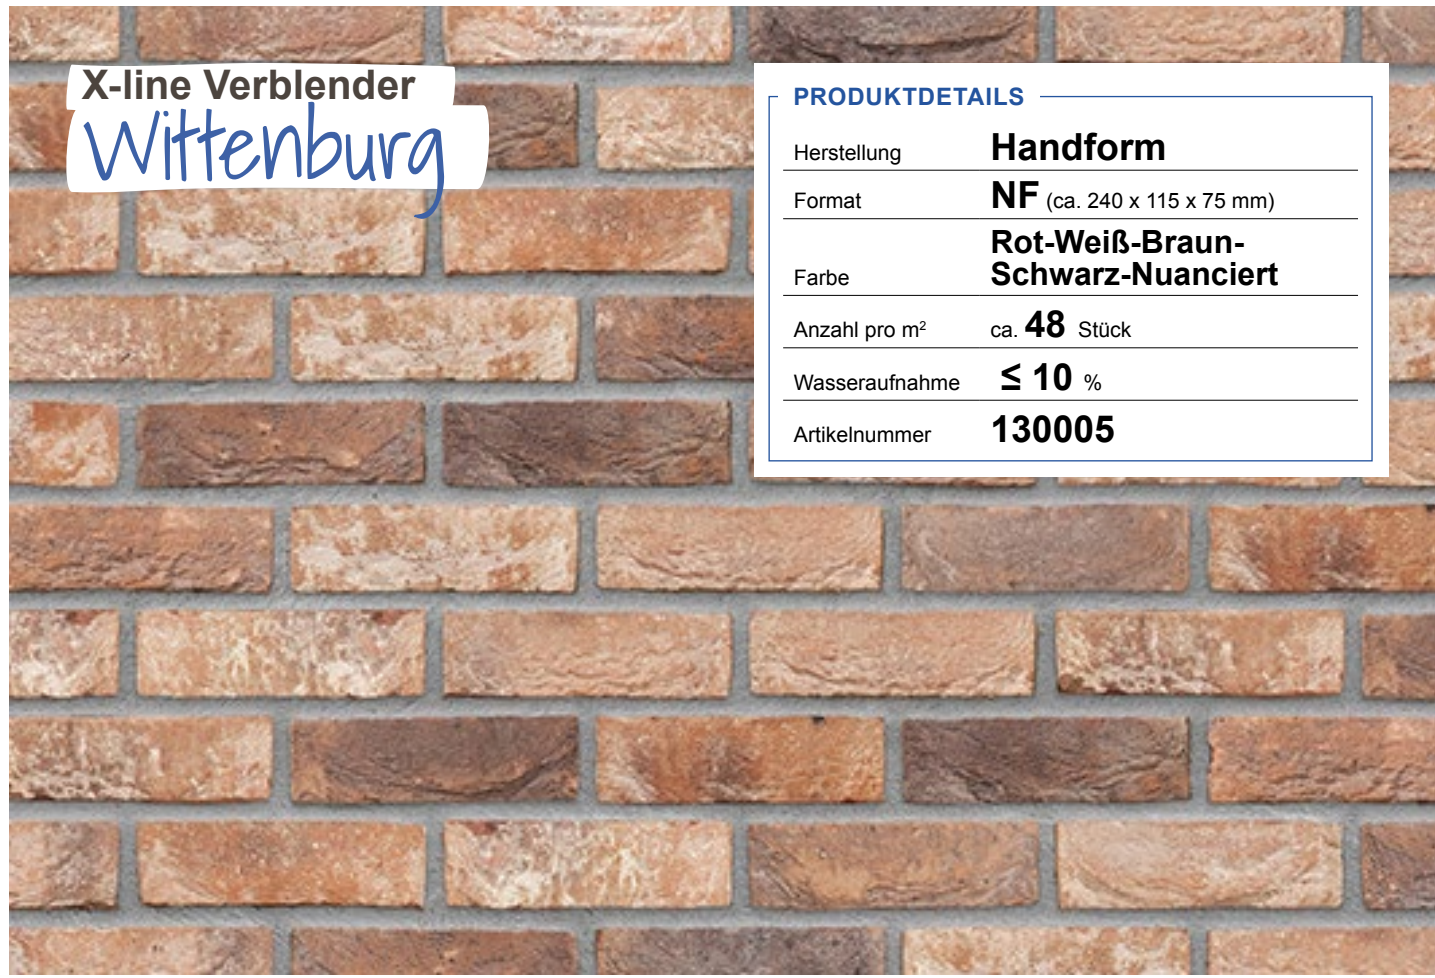 X-line Verblender
Wittenburg
PRODUKTDETAILS
Herstellung Handform
Format NF (ca. 240 x 115 x 75 mm)
Farbe Rot-Weiß-Braun-
Schwarz-Nuanciert
Anzahl pro m² ca. 48 Stück
Wasseraufnahme ≤ 10 %
Artikelnummer 130005